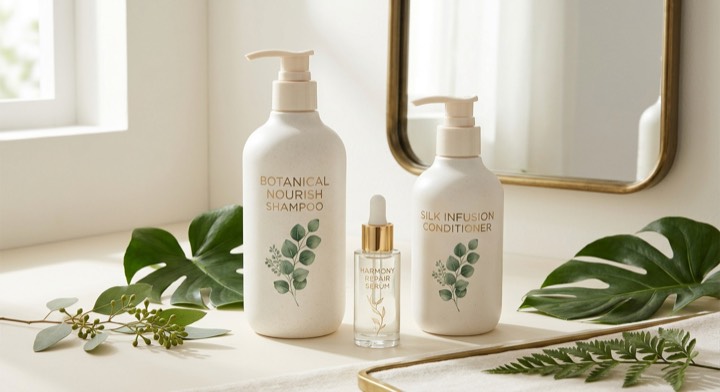 BOTANICAL
NOURISH
SHAMPOO
HARMONY
REPAIR
SERUM
SILK INFUSION
CONDITIONER